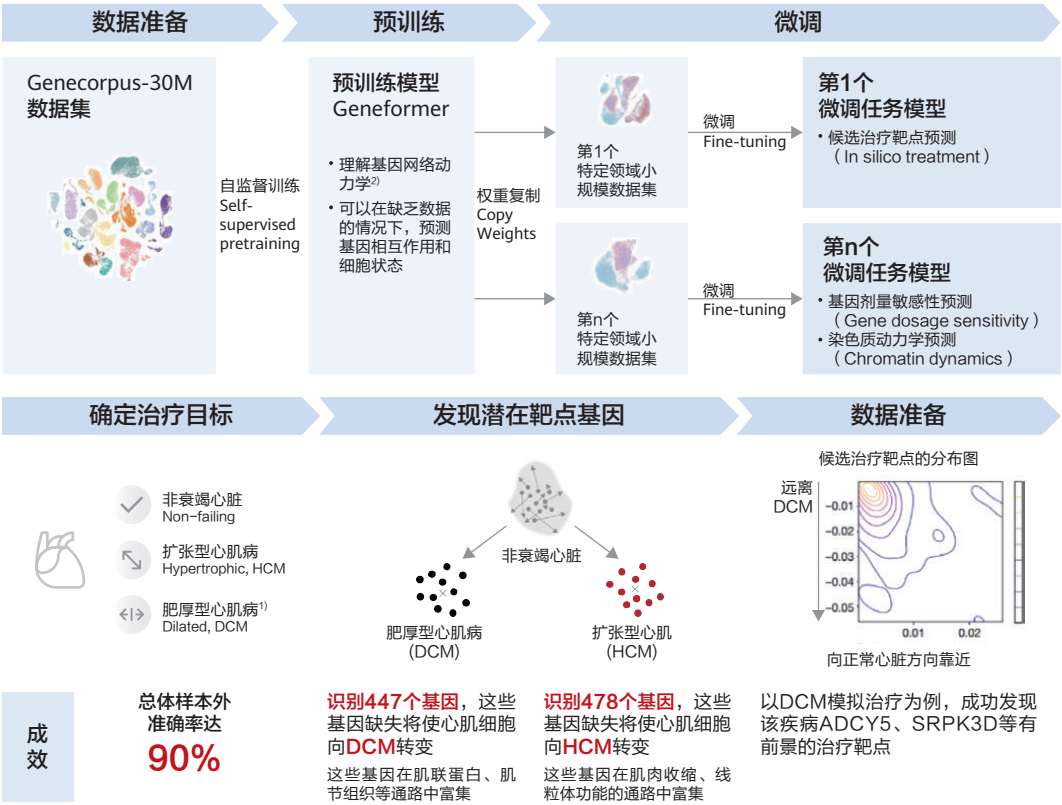 数据准备
预训练
微调
Genecorpus-30M
数据集
自监督训练
Self-
supervised
pretraining
预训练模型
Geneformer
• 理解基因网络动
力学2)
• 可以在缺乏数据
的情况下，预测
基因相互作用和
细胞状态
权重复制
Copy
Weights
第1个
特定领域小
规模数据集
微调
Fine-tuning
第1个
微调任务模型
• 候选治疗靶点预测
（In silico treatment）
第n个
特定领域小
规模数据集
微调
Fine-tuning
第n个
微调任务模型
• 基因剂量敏感性预测
（Gene dosage sensitivity）
• 染色质动力学预测
（Chromatin dynamics）
确定治疗目标
发现潜在靶点基因
数据准备
非衰竭心脏
Non-failing
扩张型心肌病
Hypertrophic, HCM
肥厚型心肌病1)
Dilated, DCM
非衰竭心脏
肥厚型心肌病
(DCM)
扩张型心肌
(HCM)
候选治疗靶点的分布图
远离
DCM
-0.01
-0.02
-0.03
-0.04
-0.05
0.01
0.02
向正常心脏方向靠近
成
效
总体样本外
准确率达
90%
识别447个基因，这些
基因缺失将使心肌细胞
向DCM转变
这些基因在肌联蛋白、肌
节组织等通路中富集
识别478个基因，这些
基因缺失将使心肌细胞
向HCM转变
这些基因在肌肉收缩、线
粒体功能的通路中富集
以DCM模拟治疗为例，成功发现
该疾病ADCY5、SRPK3D等有
前景的治疗靶点